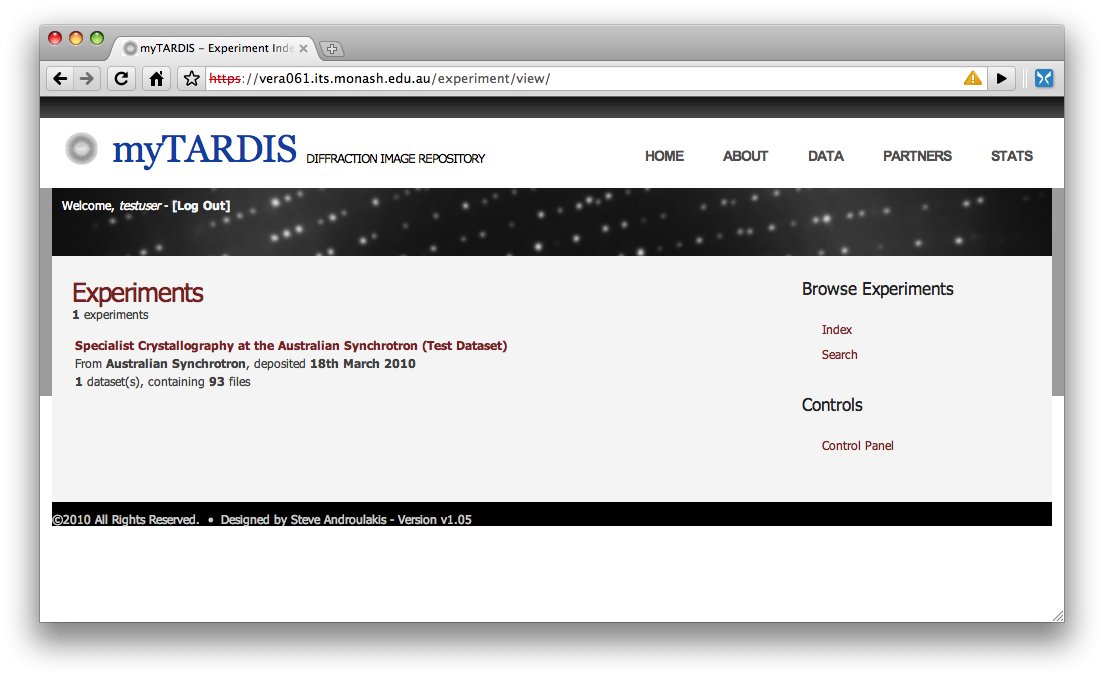 myTARDIS – Experiment Inde
https://vera061.its.monash.edu.au/experiment/view/
myTARDIS DIFFRACTION IMAGE REPOSITORY
HOME ABOUT DATA PARTNERS STATS
Welcome, testuser - [Log Out]
Experiments
1 experiments
Specialist Crystallography at the Australian Synchrotron (Test Dataset)
From Australian Synchrotron, deposited 18th March 2010
1 dataset(s), containing 93 files
Browse Experiments
Index
Search
Controls
Control Panel
©2010 All Rights Reserved. • Designed by Steve Androulakis - Version v1.05